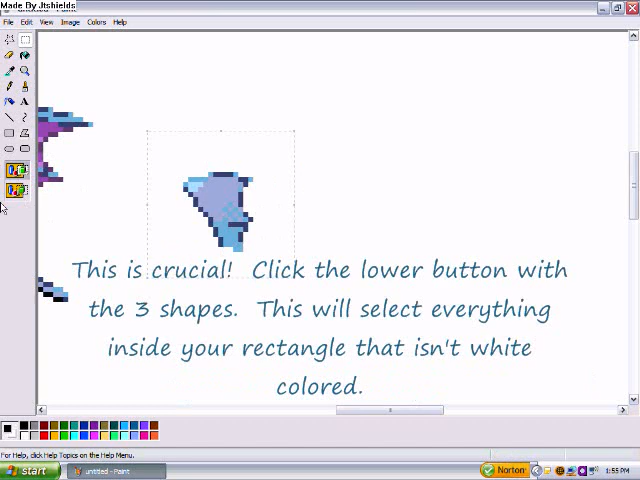 Made By Jtshields
untitled - Paint
File Edit View Image Colors Help
A
This is crucial! Click the lower button with
the 3 shapes. This will select everything
inside your rectangle that isn't white
colored.
For Help, click Help Topics on the Help Menu.
start untitled - Paint Norton 1:55 PM